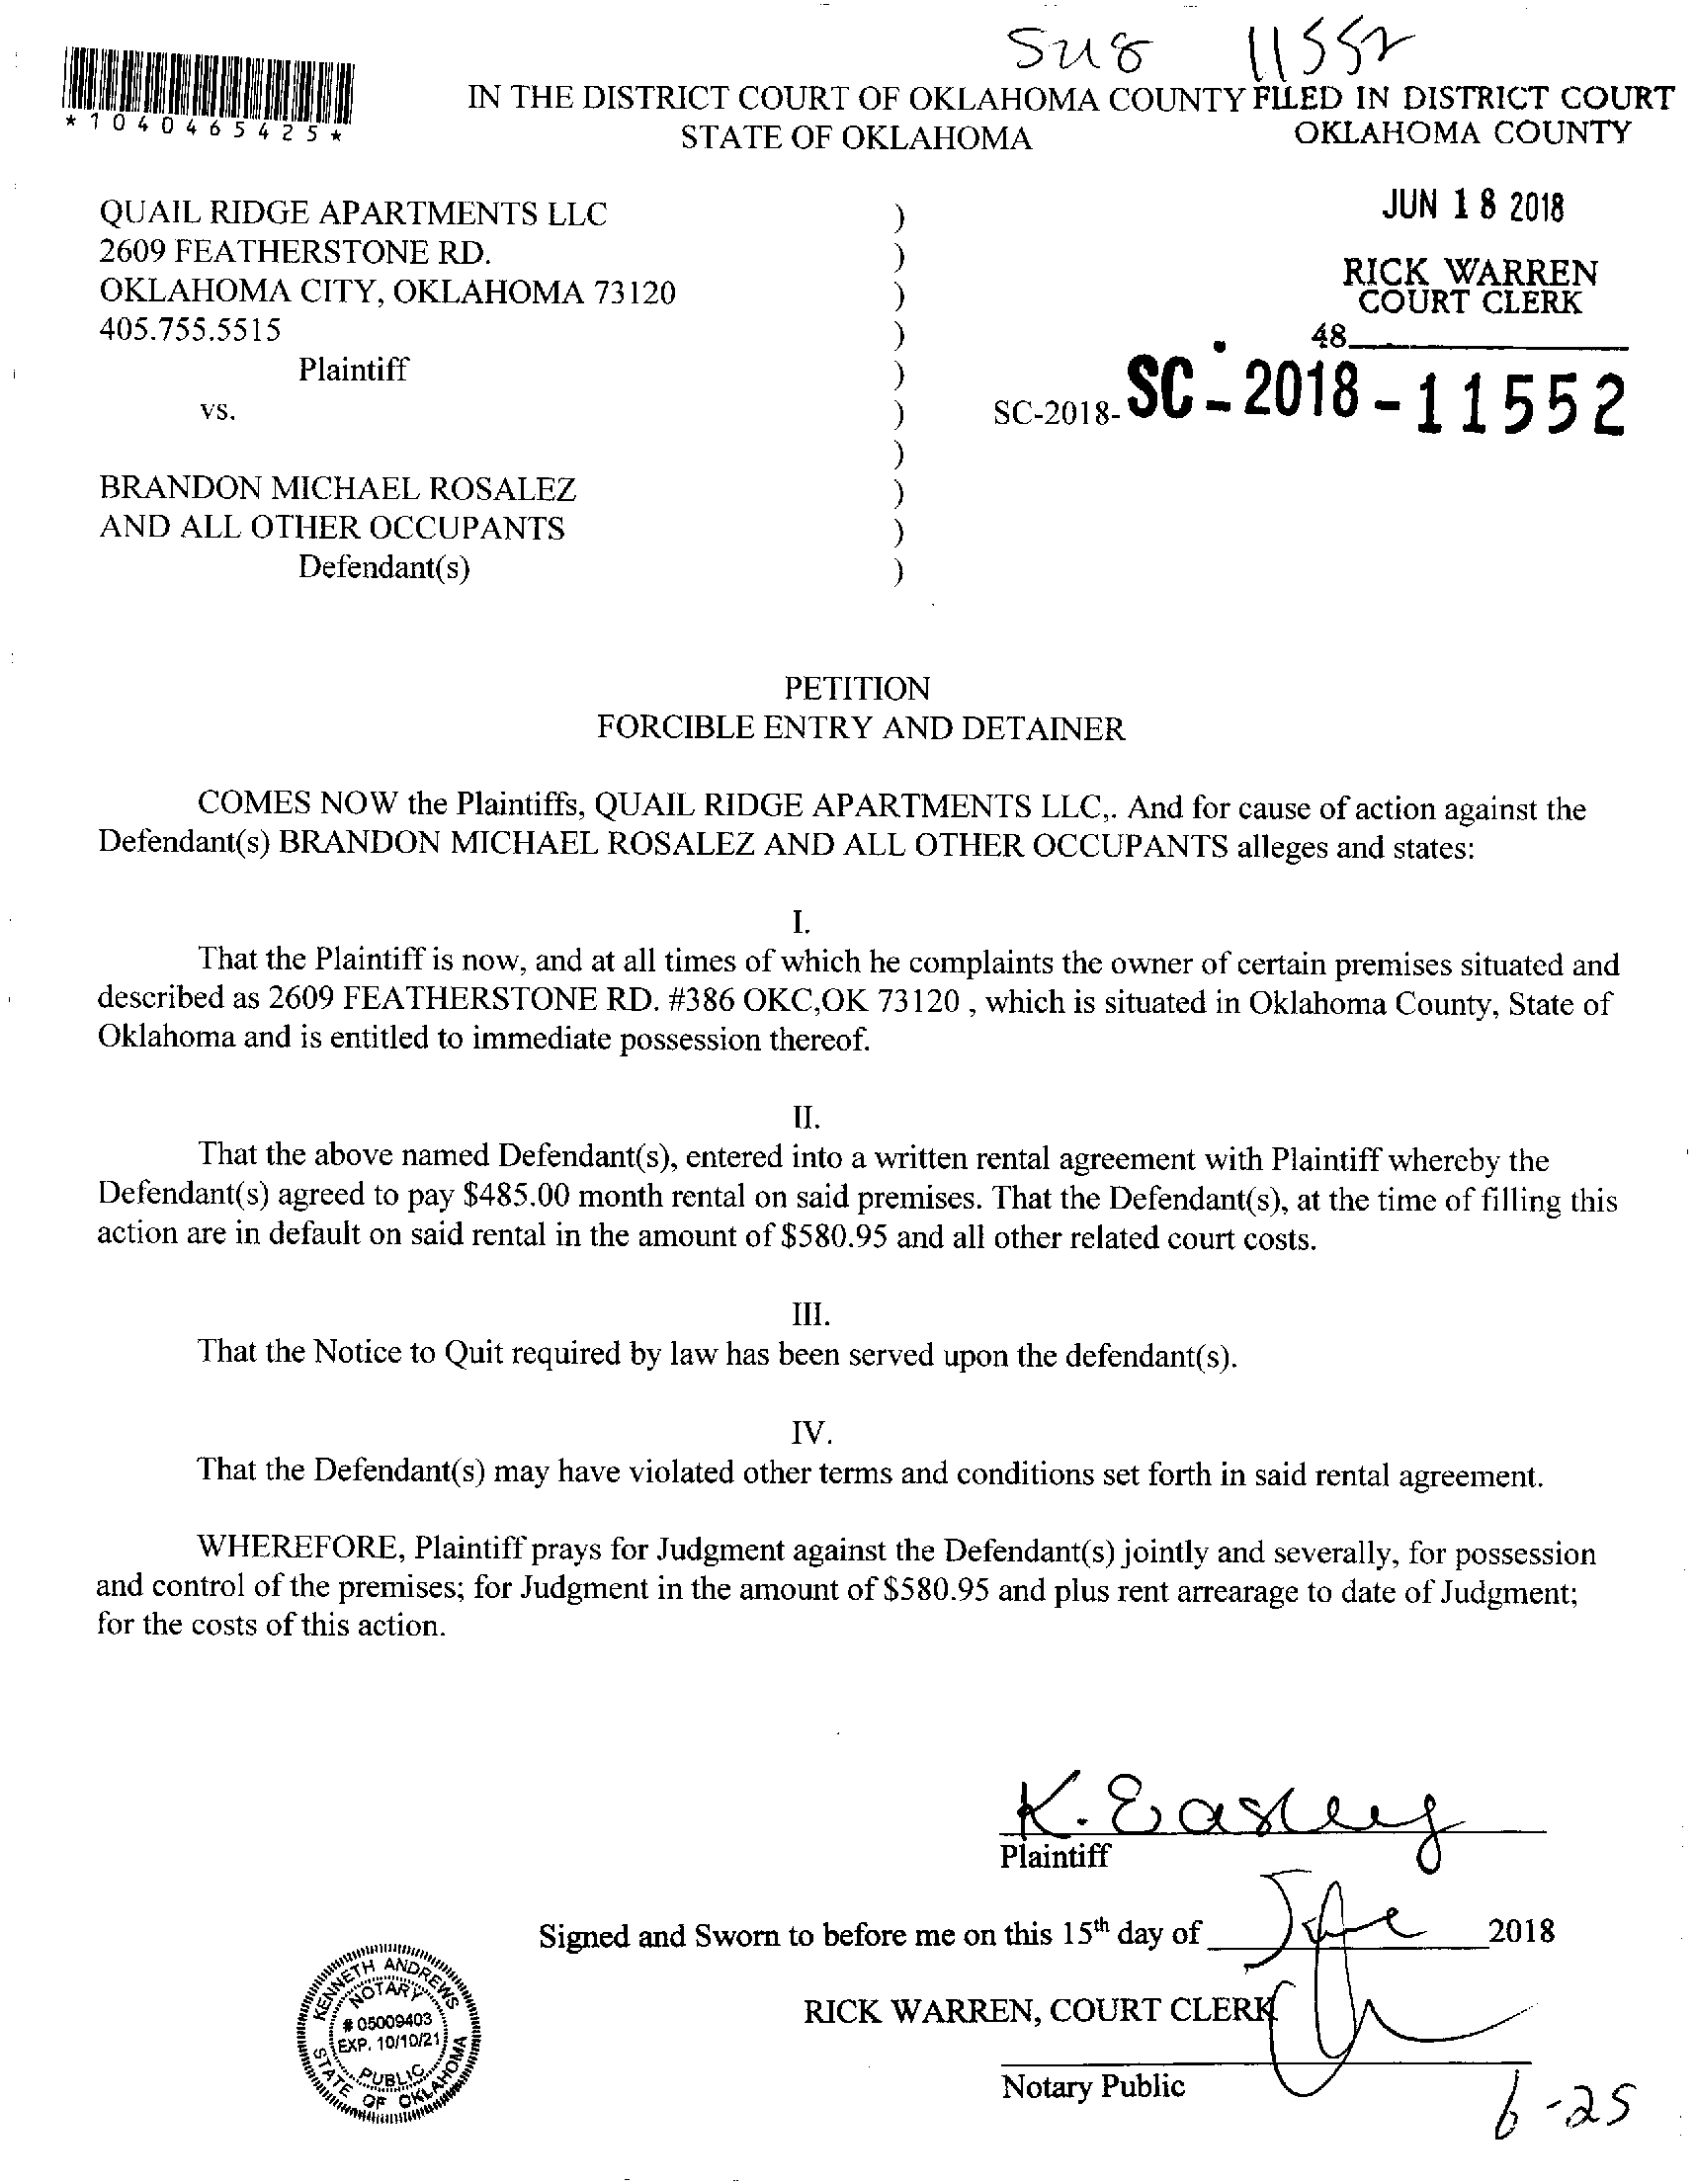 Su8 11552
*1040465425*
IN THE DISTRICT COURT OF OKLAHOMA COUNTY
STATE OF OKLAHOMA
FILED IN DISTRICT COURT
OKLAHOMA COUNTY
JUN 18 2018
RICK WARREN
COURT CLERK
48
QUAIL RIDGE APARTMENTS LLC )
2609 FEATHERSTONE RD. )
OKLAHOMA CITY, OKLAHOMA 73120 )
405.755.5515 )
Plaintiff )
vs. ) SC-2018- SC-2018-11552
)
BRANDON MICHAEL ROSALEZ )
AND ALL OTHER OCCUPANTS )
Defendant(s) )
PETITION
FORCIBLE ENTRY AND DETAINER
COMES NOW the Plaintiffs, QUAIL RIDGE APARTMENTS LLC,. And for cause of action against the
Defendant(s) BRANDON MICHAEL ROSALEZ AND ALL OTHER OCCUPANTS alleges and states:
I.
That the Plaintiff is now, and at all times of which he complaints the owner of certain premises situated and
described as 2609 FEATHERSTONE RD. #386 OKC,OK 73120 , which is situated in Oklahoma County, State of
Oklahoma and is entitled to immediate possession thereof.
II.
That the above named Defendant(s), entered into a written rental agreement with Plaintiff whereby the
Defendant(s) agreed to pay $485.00 month rental on said premises. That the Defendant(s), at the time of filling this
action are in default on said rental in the amount of $580.95 and all other related court costs.
III.
That the Notice to Quit required by law has been served upon the defendant(s).
IV.
That the Defendant(s) may have violated other terms and conditions set forth in said rental agreement.
WHEREFORE, Plaintiff prays for Judgment against the Defendant(s) jointly and severally, for possession
and control of the premises; for Judgment in the amount of $580.95 and plus rent arrearage to date of Judgment;
for the costs of this action.
K. Easley
Plaintiff
Signed and Sworn to before me on this 15th day of 2018
RICK WARREN, COURT CLERK
Notary Public
6-25
KENNETH ANDREWS
NOTARY
# 05009403
EXP. 10/10/21
PUBLIC
STATE OF OKLAHOMA